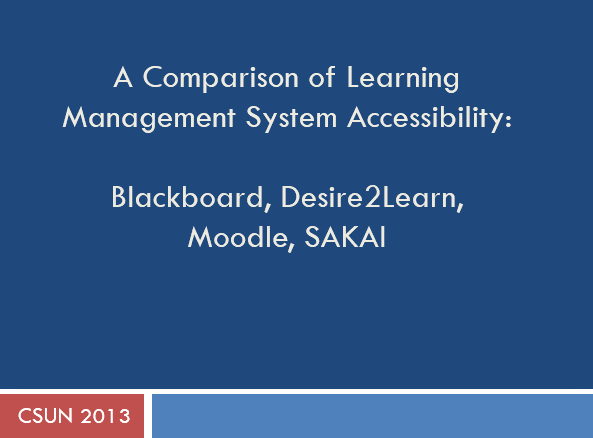 A Comparison of Learning
Management System Accessibility:
Blackboard, Desire2Learn,
Moodle, SAKAI
CSUN 2013